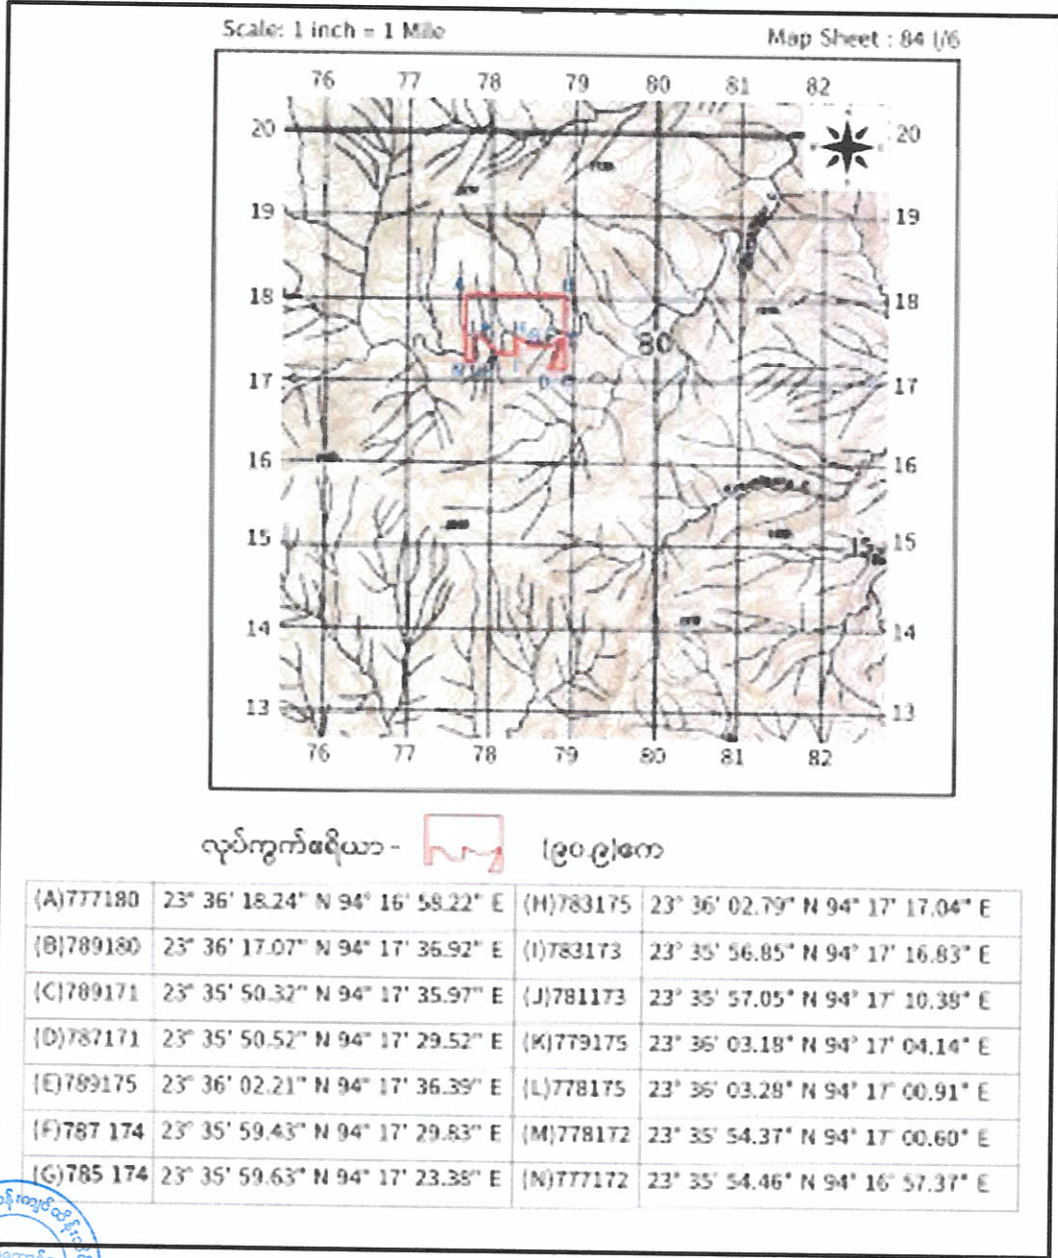 Scale: 1 inch = 1 Mile
Map Sheet : 84 I/6
76 77 78 79 80 81 82
20 20
19 19
18 18
80
17 17
16 16
15 15
14 14
13 13
76 77 78 79 80 81 82
လုပ်ကွက်ဧရိယာ - (၉၀.၉)ဧက
(A)777180 23° 36' 18.24" N 94° 16' 58.22" E (H)783175 23° 36' 02.79" N 94° 17' 17.04" E
(B)789180 23° 36' 17.07" N 94° 17' 36.92" E (I)783173 23° 35' 56.85" N 94° 17' 16.83" E
(C)789171 23° 35' 50.32" N 94° 17' 35.97" E (J)781173 23° 35' 57.05" N 94° 17' 10.38" E
(D)787171 23° 35' 50.52" N 94° 17' 29.52" E (K)779175 23° 36' 03.18" N 94° 17' 04.14" E
(E)789175 23° 36' 02.21" N 94° 17' 36.39" E (L)778175 23° 36' 03.28" N 94° 17' 00.91" E
(F)787 174 23° 35' 59.43" N 94° 17' 29.83" E (M)778172 23° 35' 54.37" N 94° 17' 00.60" E
(G)785 174 23° 35' 59.63" N 94° 17' 23.38" E (N)777172 23° 35' 54.46" N 94° 16' 57.37" E